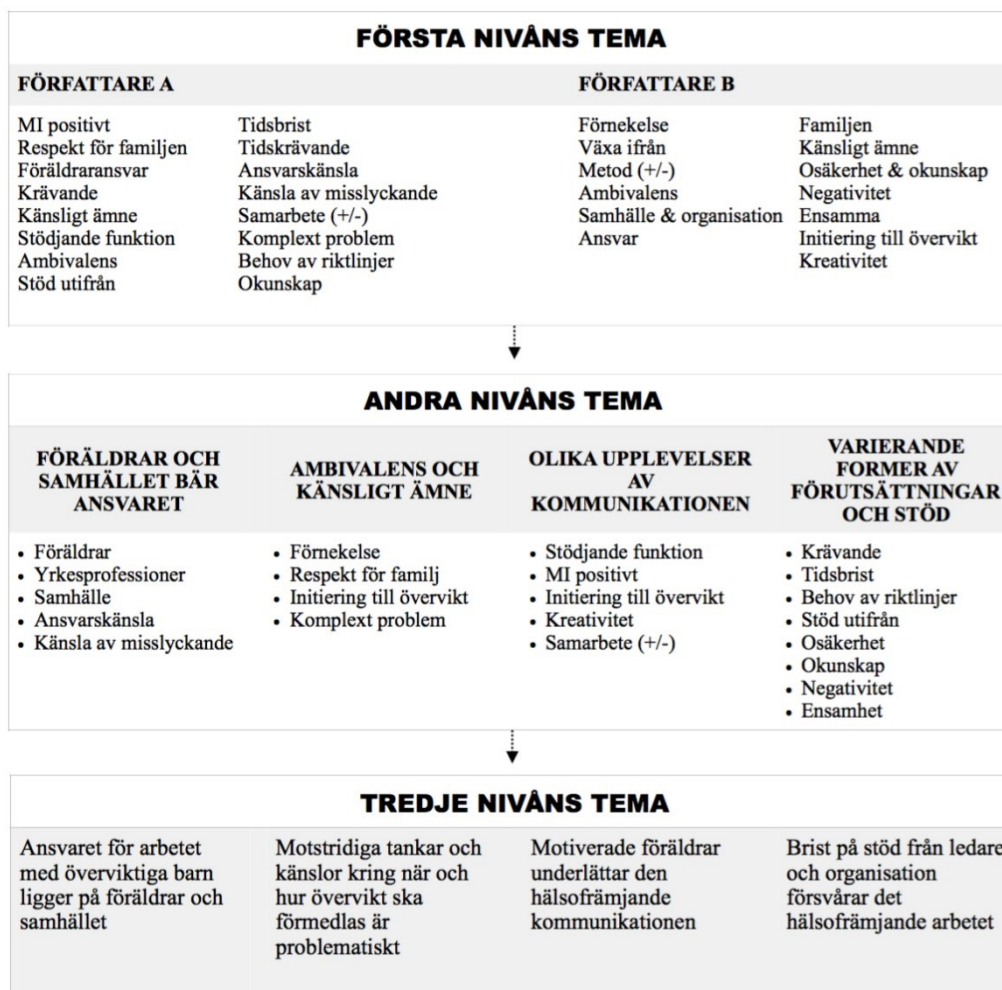 FÖRSTA NIVÅNS TEMA
FÖRFATTARE A
MI positivt
Respekt för familjen
Föräldraransvar
Krävande
Känsligt ämne
Stödjande funktion
Ambivalens
Stöd utifrån
Tidsbrist
Tidskrävande
Ansvarskänsla
Känsla av misslyckande
Samarbete (+/-)
Komplext problem
Behov av riktlinjer
Okunskap
FÖRFATTARE B
Förnekelse
Växa ifrån
Metod (+/-)
Ambivalens
Samhälle & organisation
Ansvar
Familjen
Känsligt ämne
Osäkerhet & okunskap
Negativitet
Ensamma
Initiering till övervikt
Kreativitet
ANDRA NIVÅNS TEMA
FÖRÄLDRAR OCH
SAMHÄLLET BÄR
ANSVARET
• Föräldrar
• Yrkesprofessioner
• Samhälle
• Ansvarskänsla
• Känsla av misslyckande
AMBIVALENS OCH
KÄNSLIGT ÄMNE
• Förnekelse
• Respekt för familj
• Initiering till övervikt
• Komplext problem
OLIKA UPPLEVELSER
AV
KOMMUNIKATIONEN
• Stödjande funktion
• MI positivt
• Initiering till övervikt
• Kreativitet
• Samarbete (+/-)
VARIERANDE
FORMER AV
FÖRUTSÄTTNINGAR
OCH STÖD
• Krävande
• Tidsbrist
• Behov av riktlinjer
• Stöd utifrån
• Osäkerhet
• Okunskap
• Negativitet
• Ensamhet
TREDJE NIVÅNS TEMA
Ansvaret för arbetet
med överviktiga barn
ligger på föräldrar och
samhället
Motstridiga tankar och
känslor kring när och
hur övervikt ska
förmedlas är
problematiskt
Motiverade föräldrar
underlättar den
hälsofrämjande
kommunikationen
Brist på stöd från ledare
och organisation
försvårar det
hälsofrämjande arbetet